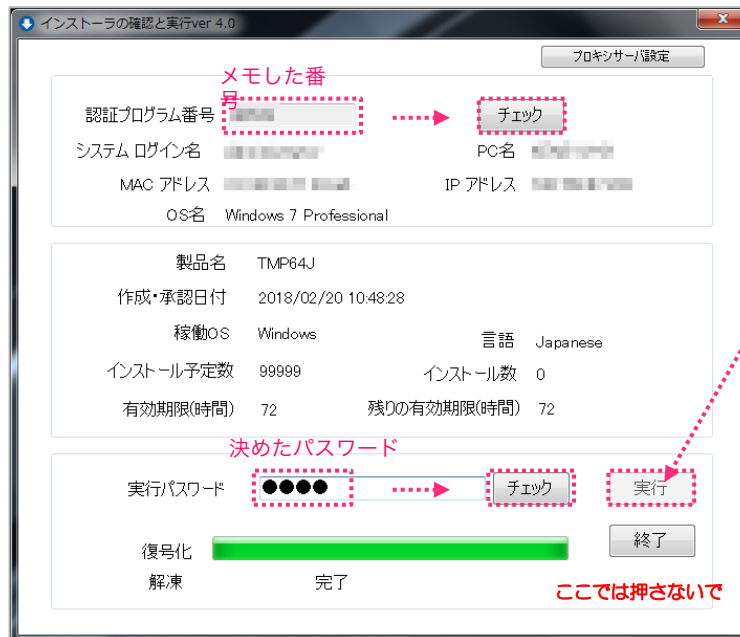 インストーラの確認と実行ver 4.0
プロキシサーバ設定
メモした番
号
認証プログラム番号
チェック
システム ログイン名
PC名
MAC アドレス
IP アドレス
OS名 Windows 7 Professional
製品名 TMP64J
作成・承認日付 2018/02/20 10:48:28
稼働OS Windows
言語 Japanese
インストール予定数 99999
インストール数 0
有効期限(時間) 72
残りの有効期限(時間) 72
決めたパスワード
実行パスワード ●●●●
チェック
実行
復号化
終了
解凍 完了
ここでは押さないで